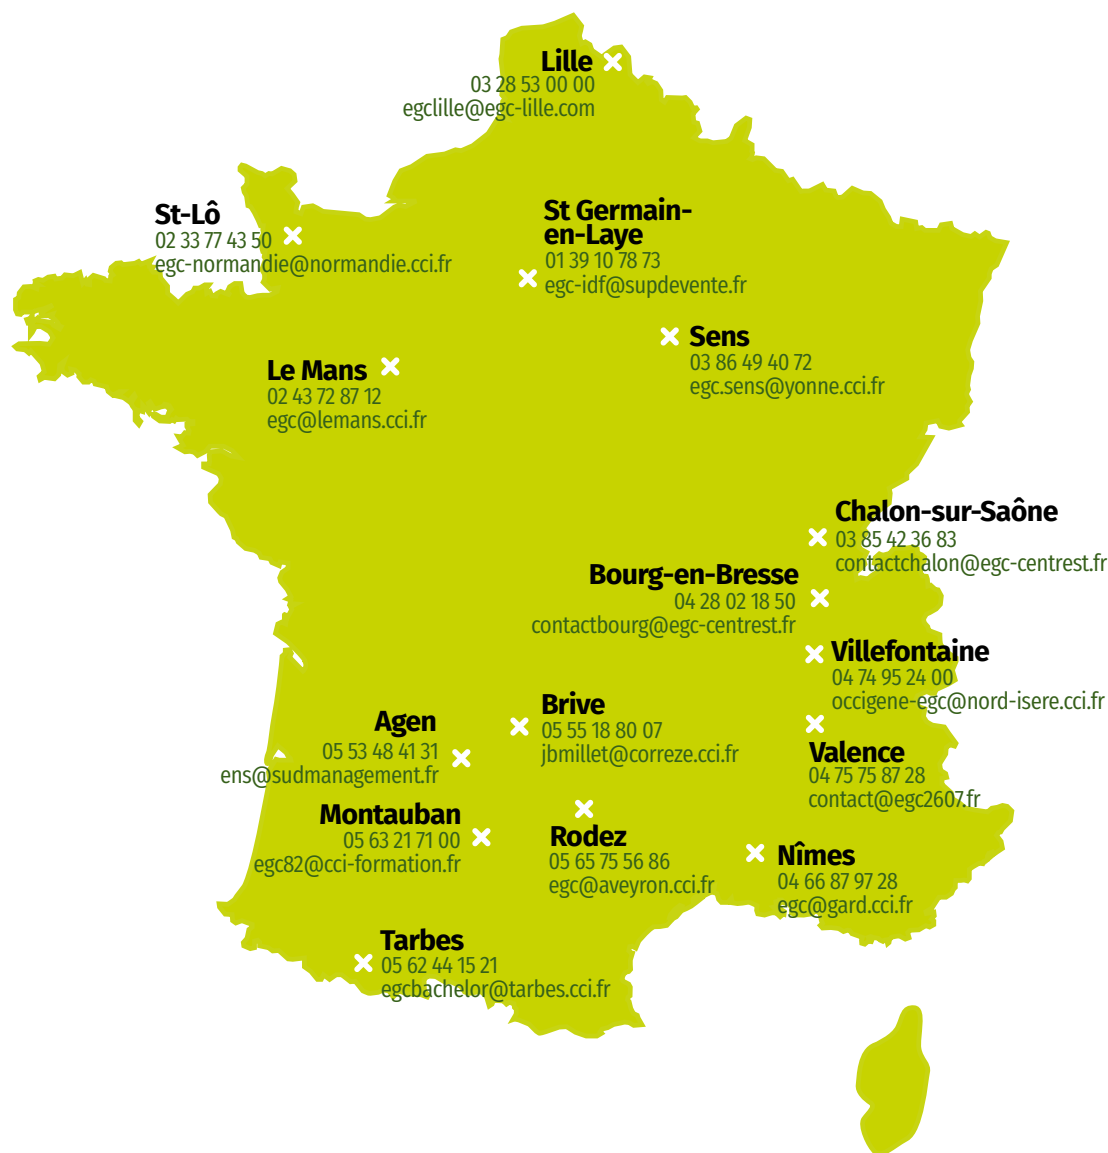 Lille
03 28 53 00 00
egclille@egc-lille.com
St-Lô
02 33 77 43 50
egc-normandie@normandie.cci.fr
St Germain-
en-Laye
01 39 10 78 73
egc-idf@supdevente.fr
Sens
03 86 49 40 72
egc.sens@yonne.cci.fr
Le Mans
02 43 72 87 12
egc@lemans.cci.fr
Chalon-sur-Saône
03 85 42 36 83
contactchalon@egc-centrest.fr
Bourg-en-Bresse
04 28 02 18 50
contactbourg@egc-centrest.fr
Villefontaine
04 74 95 24 00
occigene-egc@nord-isere.cci.fr
Brive
05 55 18 80 07
jbmillet@correze.cci.fr
Agen
05 53 48 41 31
ens@sudmanagement.fr
Valence
04 75 75 87 28
contact@egc2607.fr
Montauban
05 63 21 71 00
egc82@cci-formation.fr
Rodez
05 65 75 56 86
egc@aveyron.cci.fr
Nîmes
04 66 87 97 28
egc@gard.cci.fr
Tarbes
05 62 44 15 21
egcbachelor@tarbes.cci.fr